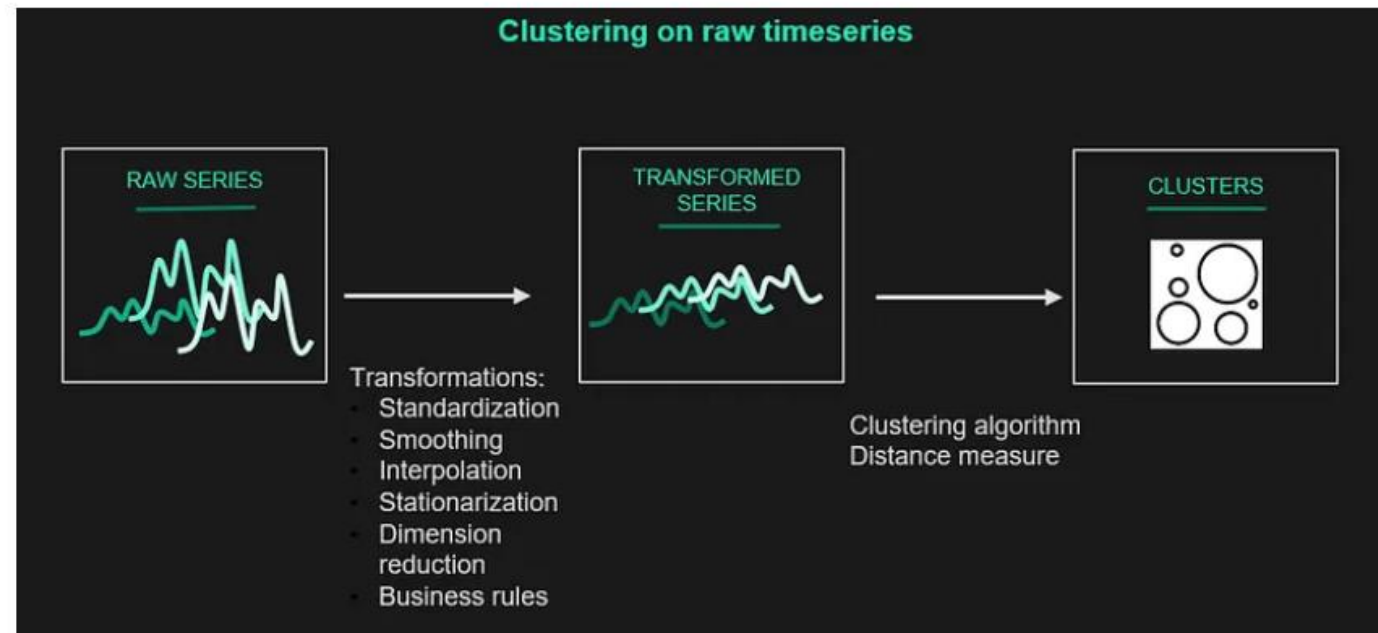 Clustering on raw timeseries
RAW SERIES
Transformations:
Standardization
Smoothing
Interpolation
Stationarization
Dimension
reduction
Business rules
TRANSFORMED
SERIES
Clustering algorithm
Distance measure
CLUSTERS